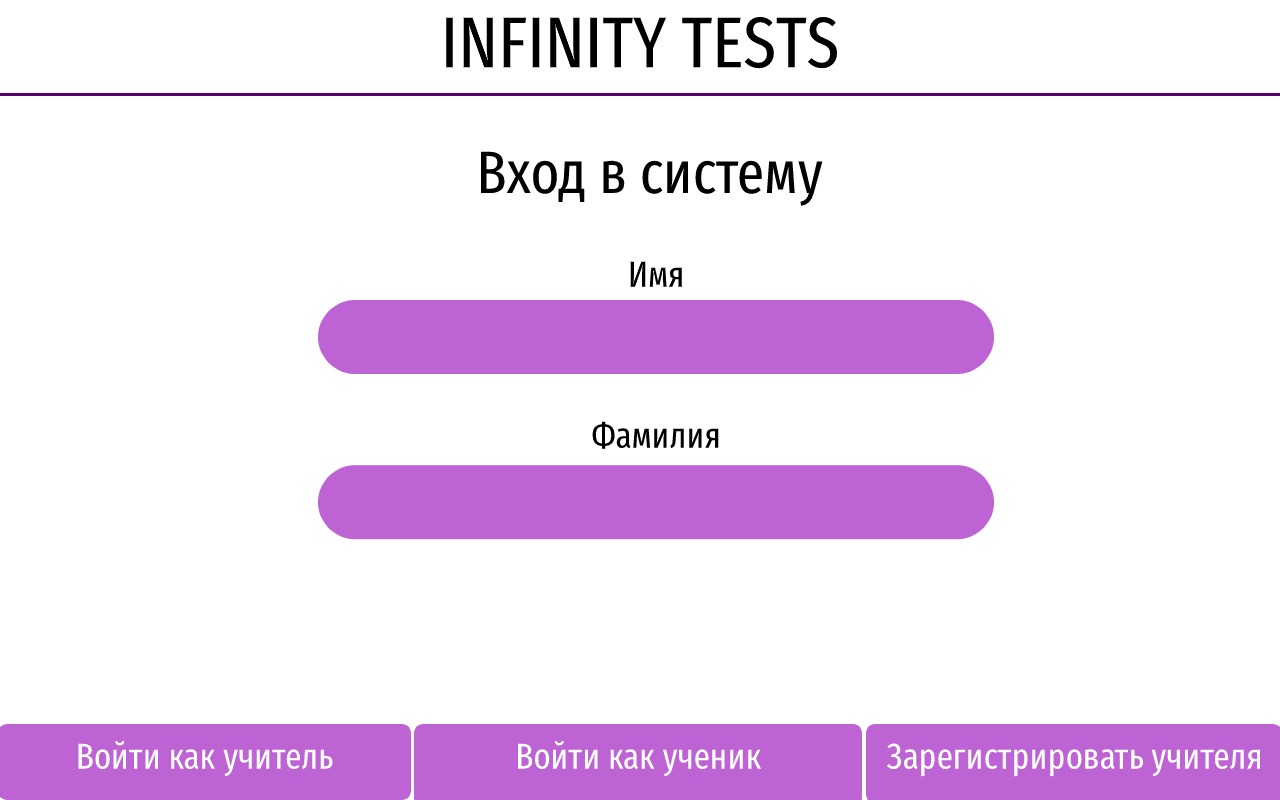 INFINITY TESTS
Вход в систему
Имя
Фамилия
Войти как учитель
Войти как ученик
Зарегистрировать учителя